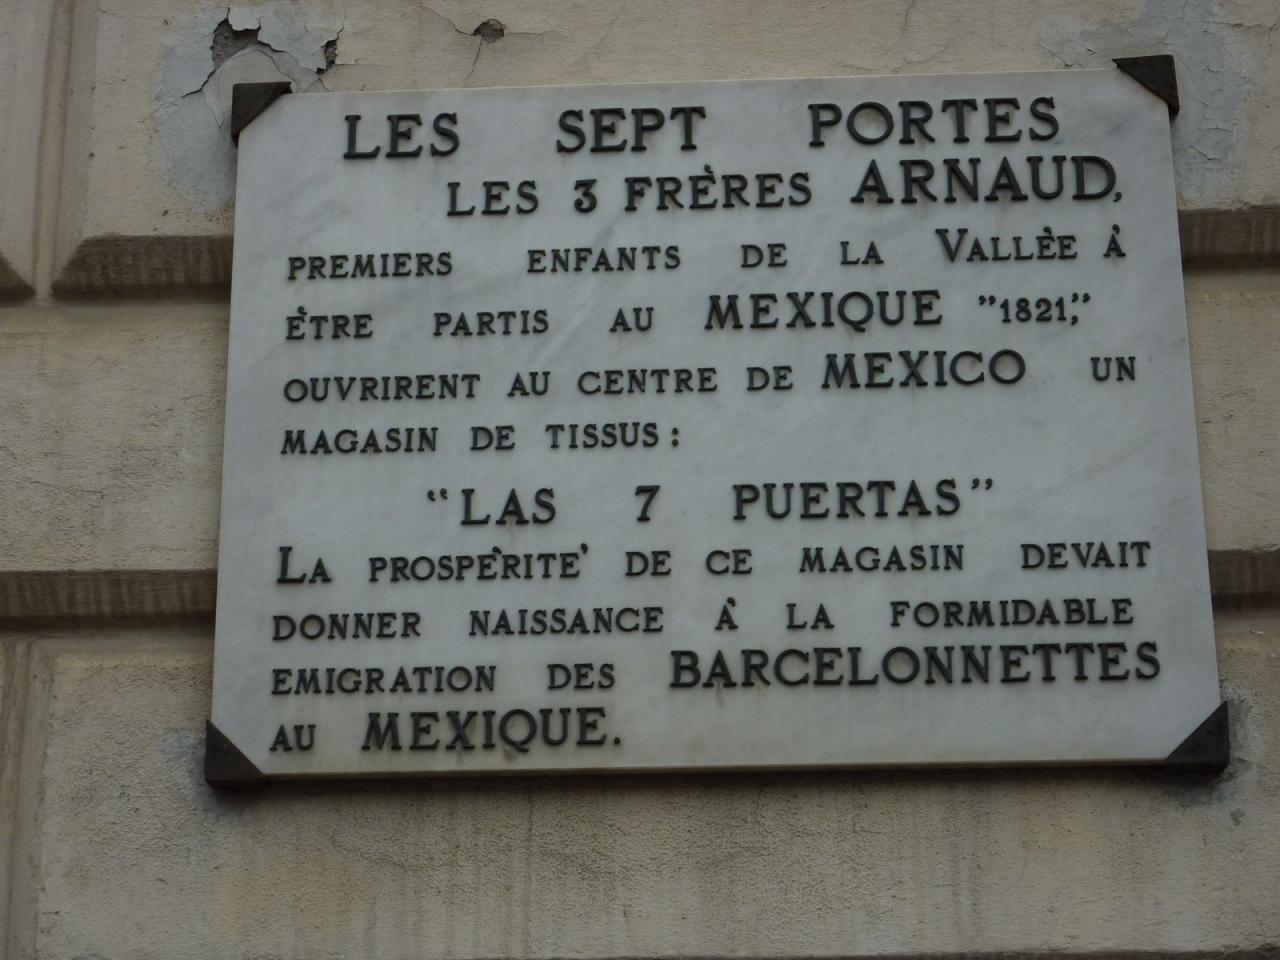 LES SEPT PORTES
LES 3 FRÈRES ARNAUD,
PREMIERS ENFANTS DE LA VALLÈE À
ÈTRE PARTIS AU MEXIQUE "1821,"
OUVRIRENT AU CENTRE DE MEXICO UN
MAGASIN DE TISSUS :
"LAS 7 PUERTAS"
LA PROSPÈRITE' DE CE MAGASIN DEVAIT
DONNER NAISSANCE À LA FORMIDABLE
EMIGRATION DES BARCELONNETTES
AU MEXIQUE.